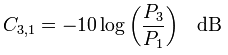 C_{3,1} = -10 \log \left( \frac{P_3}{P_1} \right) \quad \text{dB}